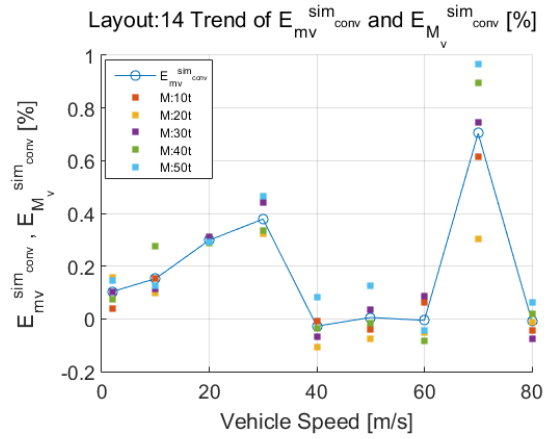 Layout:14 Trend of E_mv^sim_conv and E_M_v^sim_conv [%]
E_mv^sim_conv
M:10t
M:20t
M:30t
M:40t
M:50t
E_mv^sim_conv , E_M_v^sim_conv [%]
1
0.8
0.6
0.4
0.2
0
-0.2
0 20 40 60 80
Vehicle Speed [m/s]